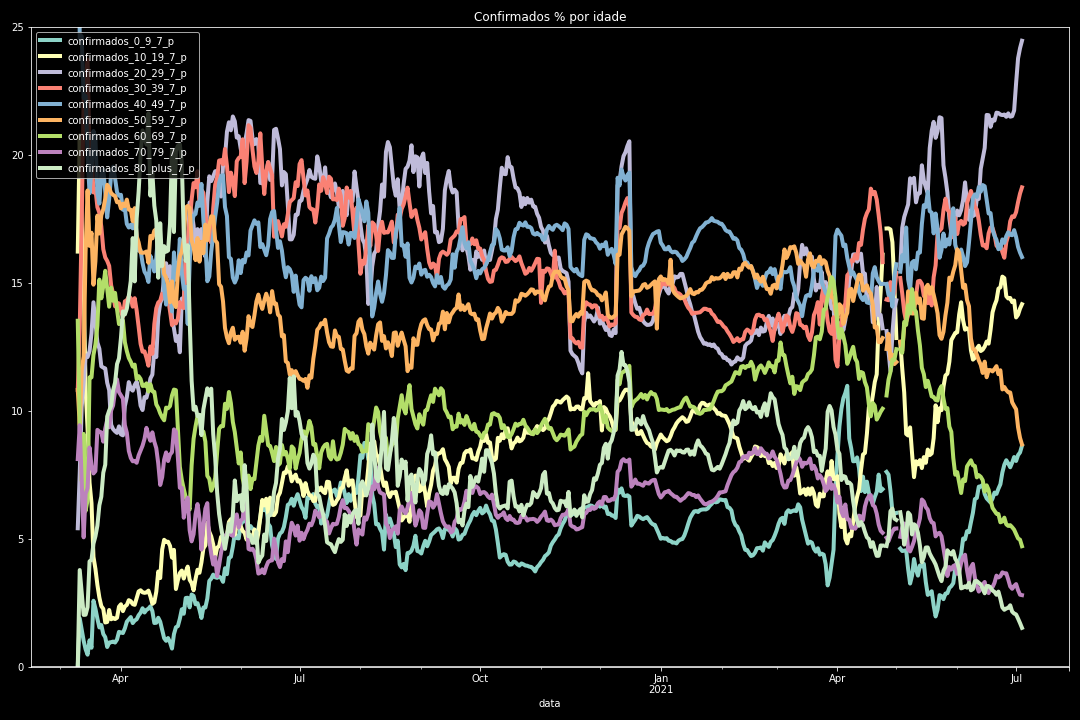 Confirmados % por idade
25
20
15
10
5
0
confirmados_0_9_7_p
confirmados_10_19_7_p
confirmados_20_29_7_p
confirmados_30_39_7_p
confirmados_40_49_7_p
confirmados_50_59_7_p
confirmados_60_69_7_p
confirmados_70_79_7_p
confirmados_80_plus_7_p
Apr
Jul
Oct
Jan
2021
Apr
Jul
data